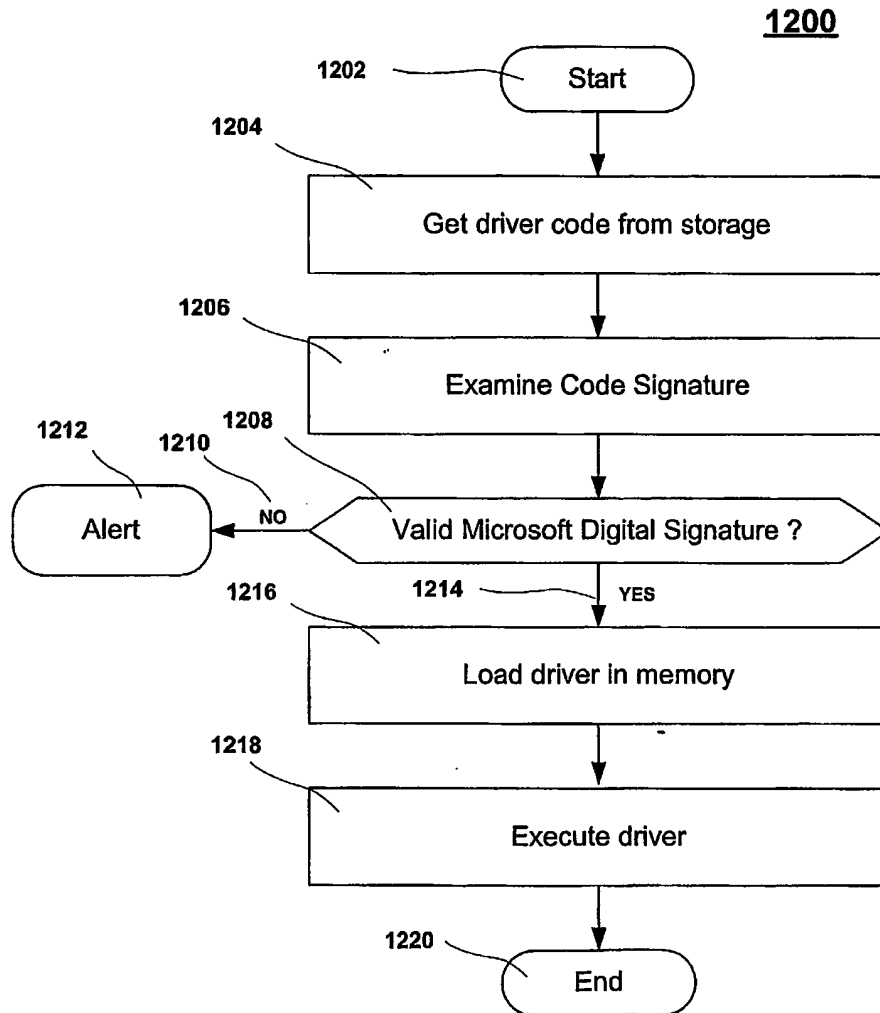 1200
1202
Start
1204
Get driver code from storage
1206
Examine Code Signature
1208
1212
1210
Alert
NO
Valid Microsoft Digital Signature ?
1214
YES
1216
Load driver in memory
1218
Execute driver
1220
End